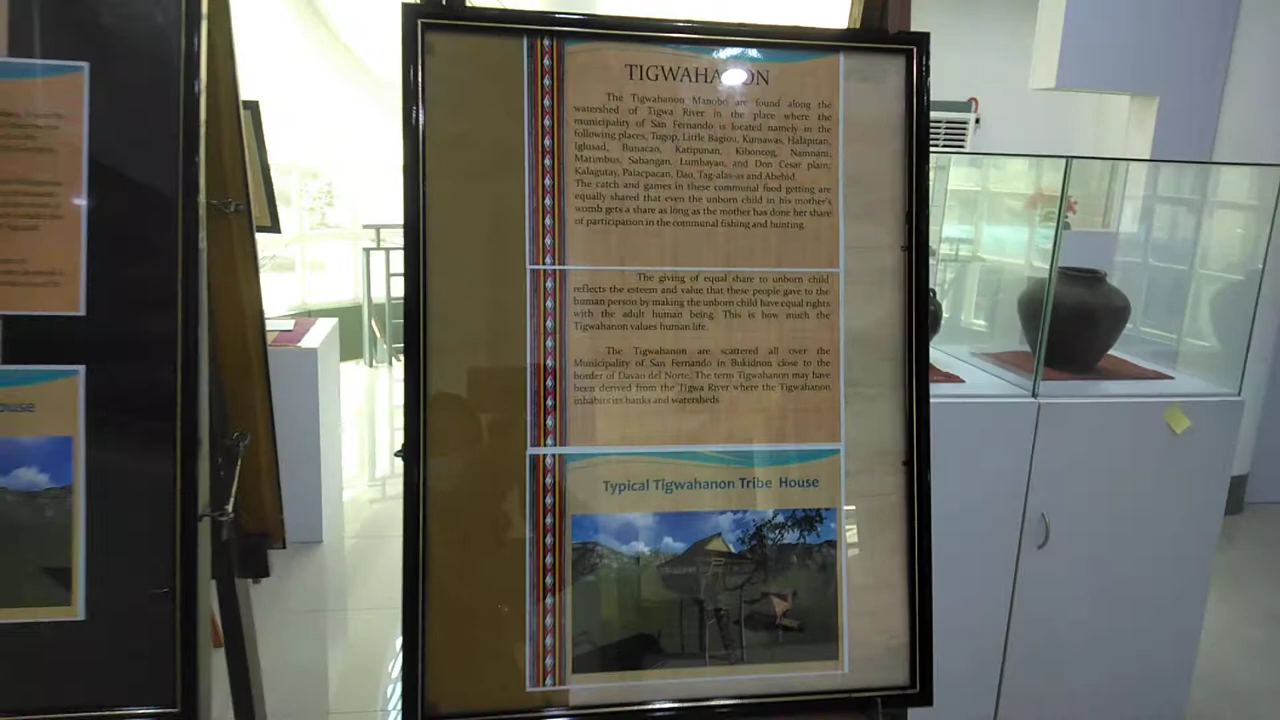 TIGWAHANON
The Tigwahanon Manobo are found along the
watershed of Tigwa River in the place where the
municipality of San Fernando is located namely in the
following places, Tugop, Little Baguio, Kumawas, Halapitan,
Iglusad, Bunacan, Katipunan, Kibongog, Namnam,
Matimbus, Sabangan, Lumbayan, and Don Cesar plain;
Kalagutay, Palacpacan, Dao, Tag-alas-as and Abehid.
The catch and games in these communal food getting are
equally shared that even the unborn child in his mother's
womb gets a share as long as the mother has done her share
of participation in the communal fishing and hunting.
The giving of equal share to unborn child
reflects the esteem and value that these people gave to the
human person by making the unborn child have equal rights
with the adult human being. This is how much the
Tigwahanon values human life.
The Tigwahanon are scattered all over the
Municipality of San Fernando in Bukidnon close to the
border of Davao del Norte. The term Tigwahanon may have
been derived from the Tigwa River where the Tigwahanon
inhabits its banks and watersheds
Typical Tigwahanon Tribe House
ouse